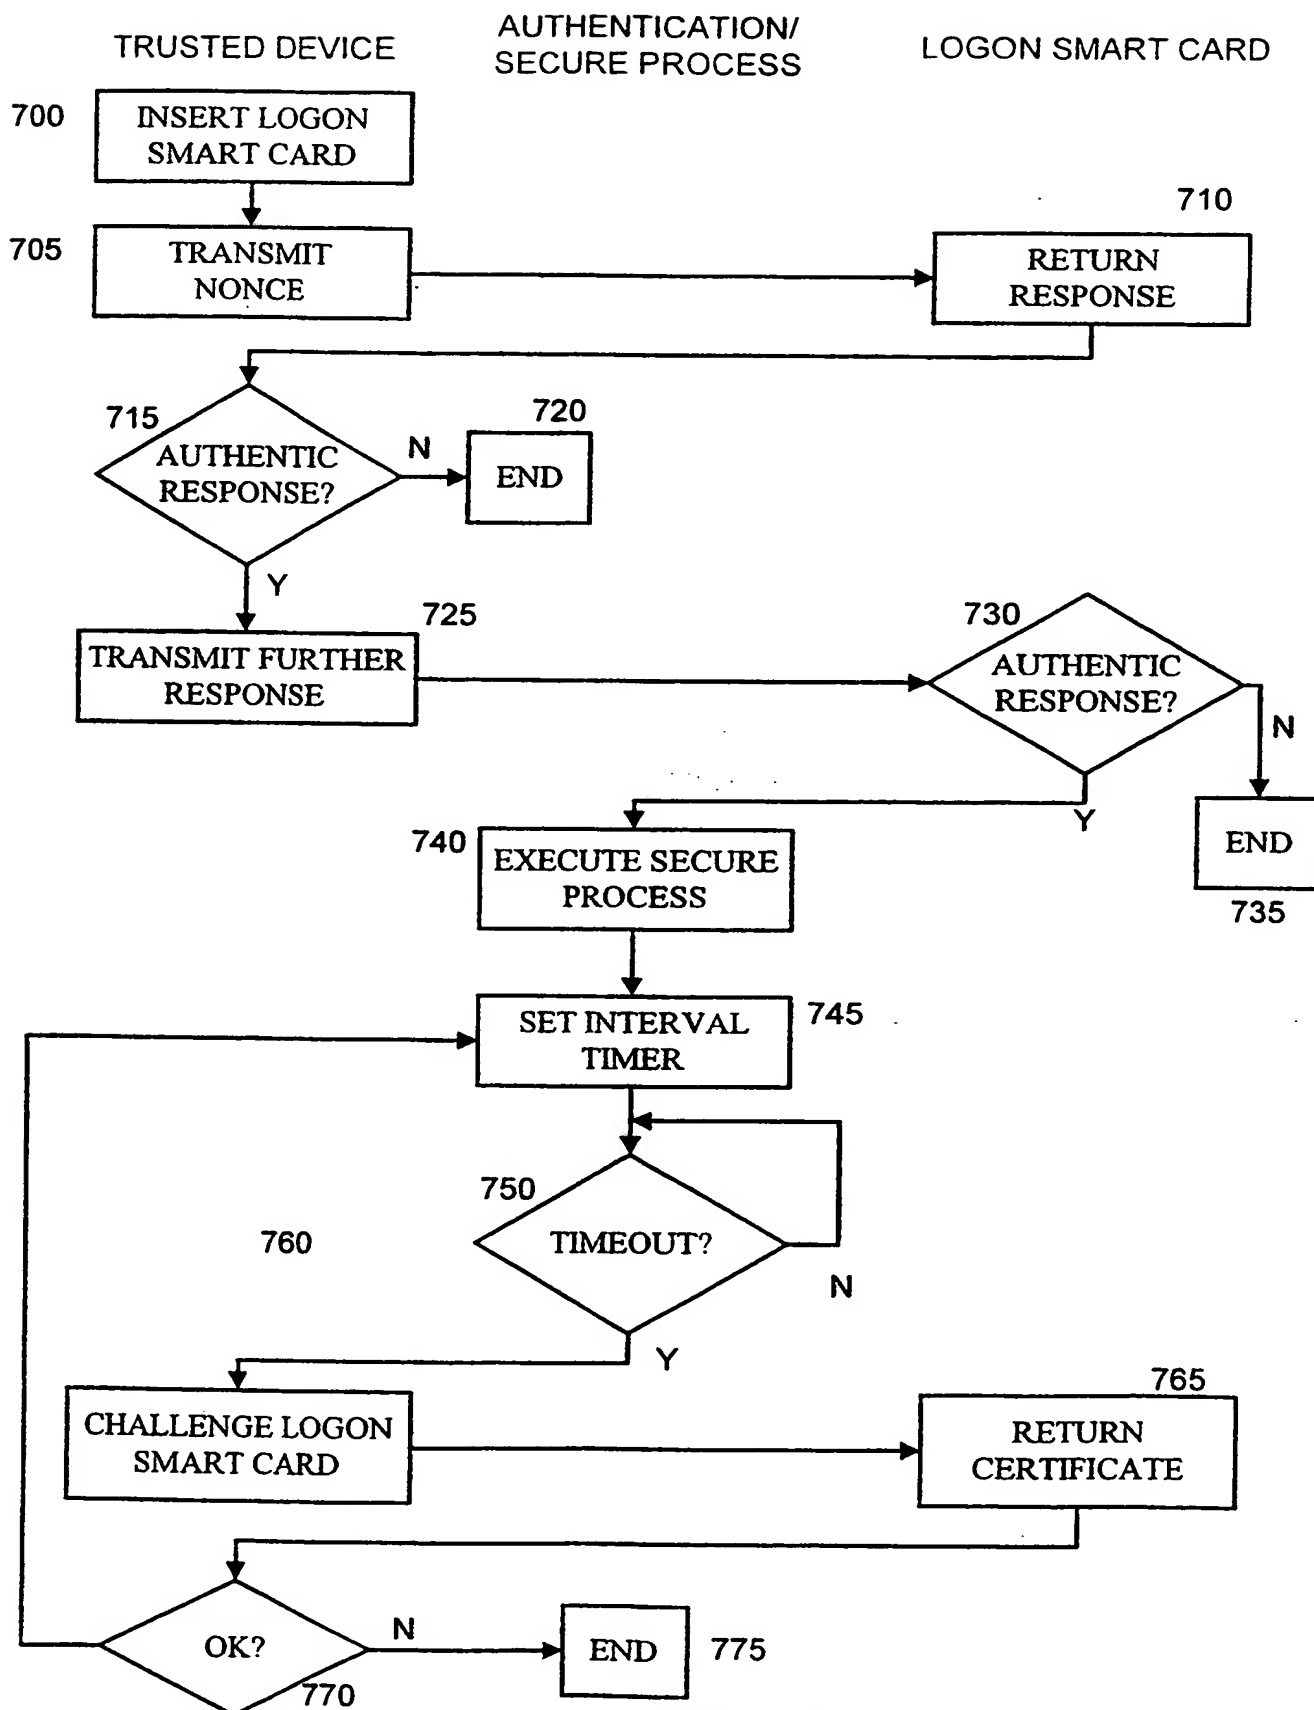 TRUSTED DEVICE
AUTHENTICATION/
SECURE PROCESS
LOGON SMART CARD
700
INSERT LOGON
SMART CARD
705
TRANSMIT
NONCE
710
RETURN
RESPONSE
715
AUTHENTIC
RESPONSE?
N
720
END
Y
725
TRANSMIT FURTHER
RESPONSE
730
AUTHENTIC
RESPONSE?
N
Y
END
735
740
EXECUTE SECURE
PROCESS
SET INTERVAL
TIMER
745
750
TIMEOUT?
N
760
Y
CHALLENGE LOGON
SMART CARD
765
RETURN
CERTIFICATE
OK?
N
END
775
770